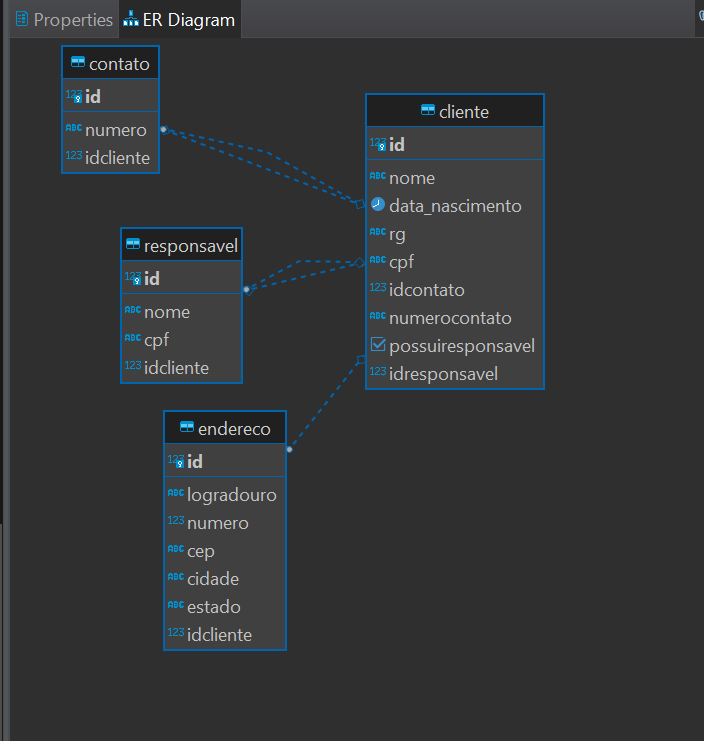 Properties
ER Diagram
contato
123 id
ABC numero
123 idcliente
cliente
123 id
ABC nome
data_nascimento
ABC rg
ABC cpf
123 idcontato
ABC numerocontato
possuiresponsavel
123 idresponsavel
responsavel
123 id
ABC nome
ABC cpf
123 idcliente
endereco
123 id
ABC logradouro
123 numero
ABC cep
ABC cidade
ABC estado
123 idcliente